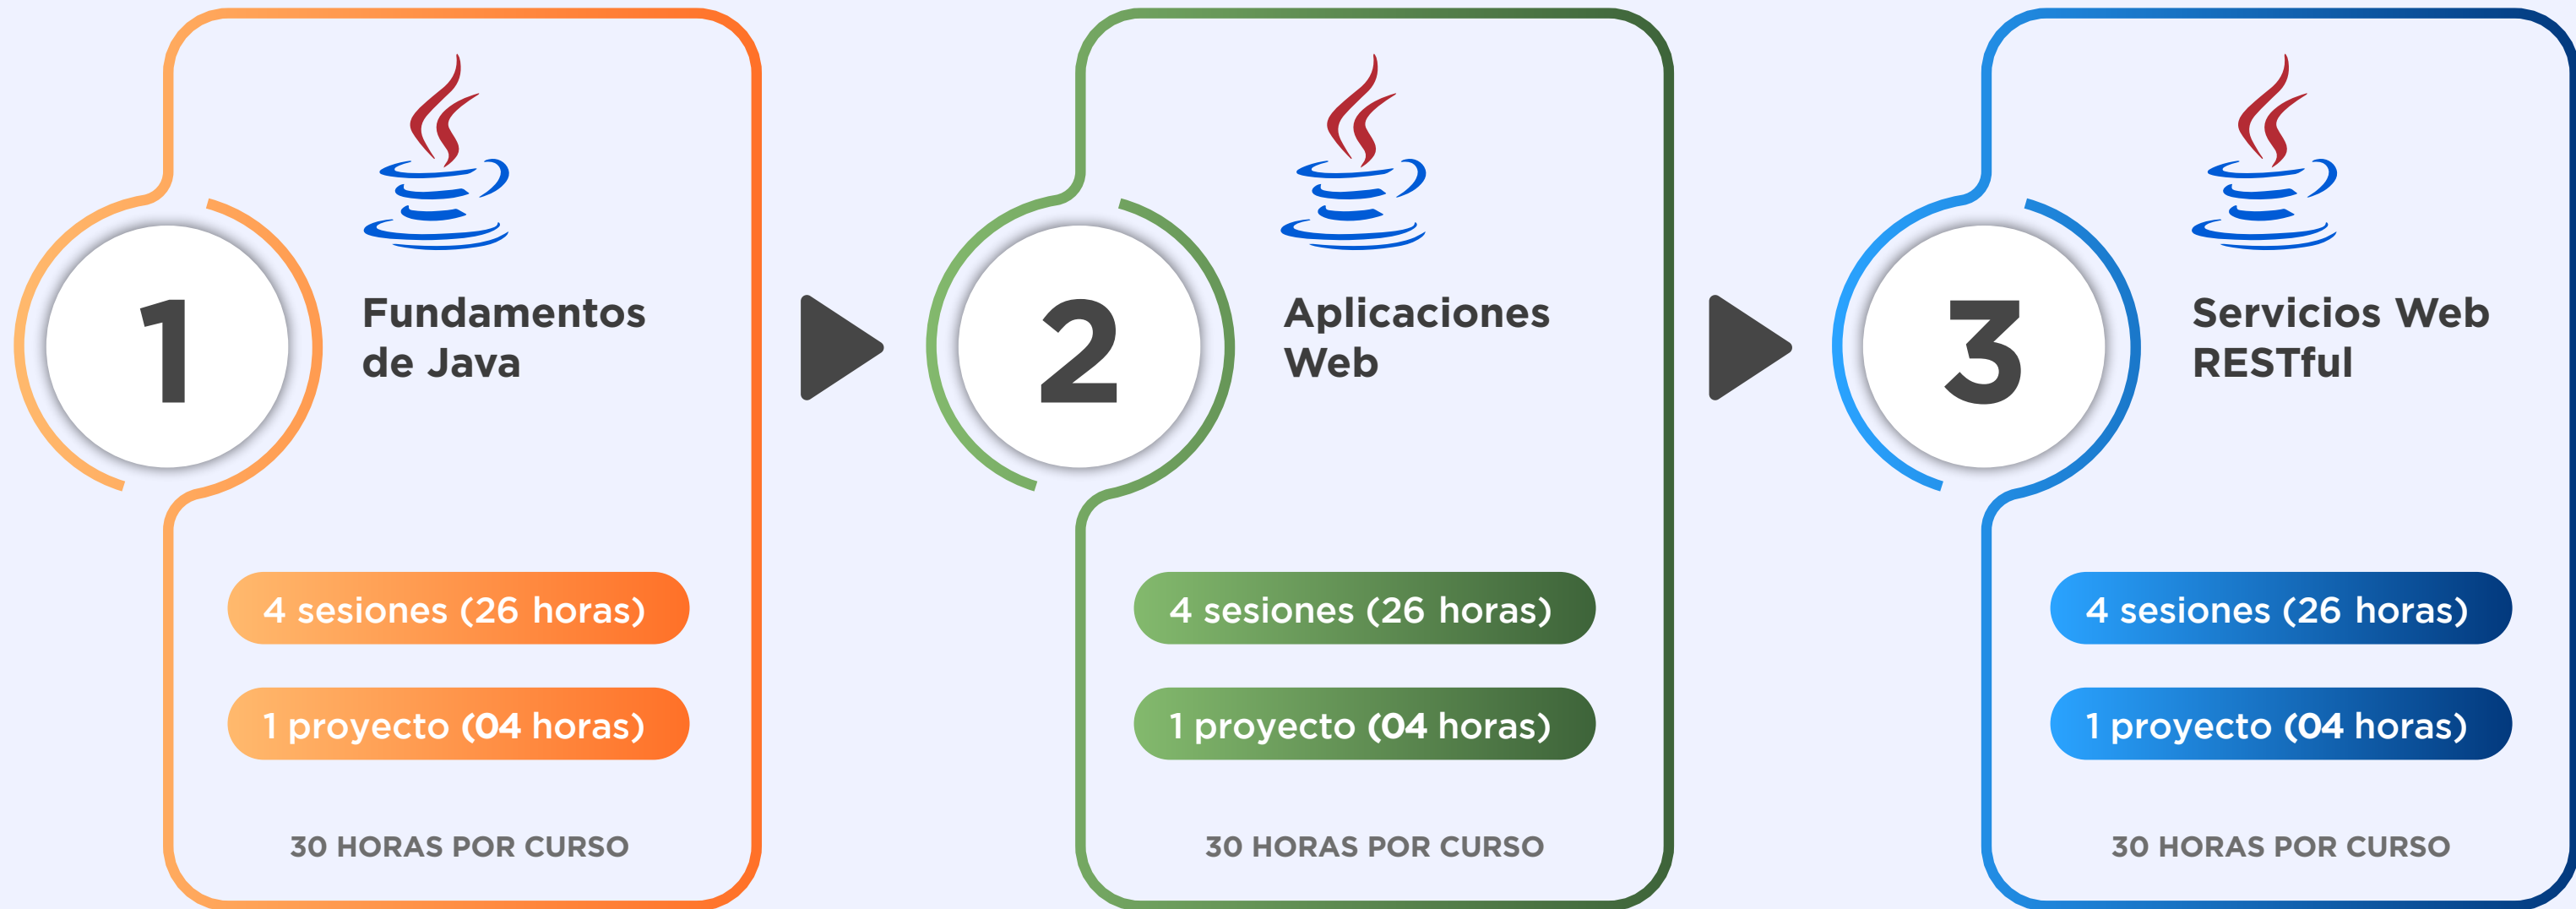 1
Fundamentos
de Java
4 sesiones (26 horas)
1 proyecto (04 horas)
30 HORAS POR CURSO
2
Aplicaciones
Web
4 sesiones (26 horas)
1 proyecto (04 horas)
30 HORAS POR CURSO
3
Servicios Web
RESTful
4 sesiones (26 horas)
1 proyecto (04 horas)
30 HORAS POR CURSO